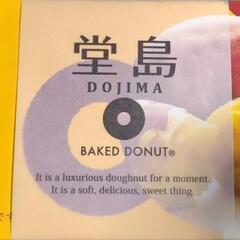 堂島
DOJIMA
BAKED DONUT®
It is a luxurious doughnut for a moment.
It is a soft, delicious, sweet thing.